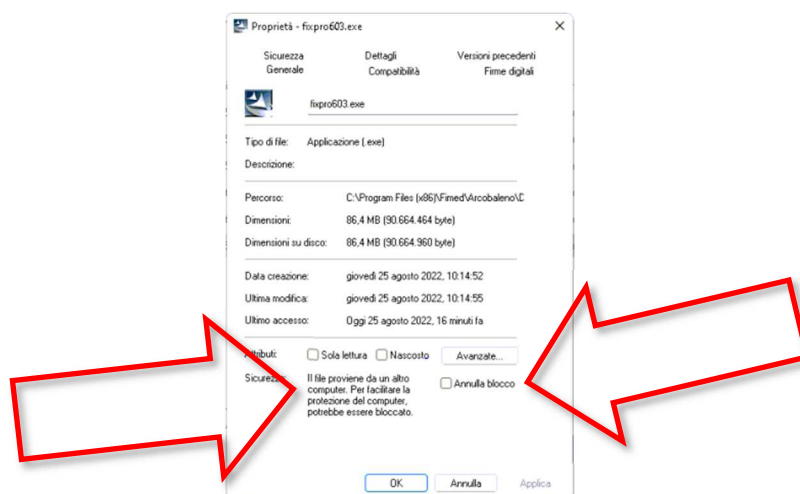 Proprietà - fixpro603.exe
Sicurezza Dettagli Versioni precedenti
Generale Compatibilità Firme digitali
fixpro603.exe
Tipo di file: Applicazione (.exe)
Descrizione:
Percorso: C:\Program Files (x86)\Fimed\Arcobaleno\D
Dimensioni: 86,4 MB (90.664.464 byte)
Dimensioni su disco: 86,4 MB (90.664.960 byte)
Data creazione: giovedì 25 agosto 2022, 10:14:52
Ultima modifica: giovedì 25 agosto 2022, 10:14:55
Ultimo accesso: Oggi 25 agosto 2022, 16 minuti fa
Attributi: Sola lettura Nascosto Avanzate...
Sicurezza: Il file proviene da un altro
computer. Per facilitare la
protezione del computer,
potrebbe essere bloccato.
Annulla blocco
OK Annulla Applica